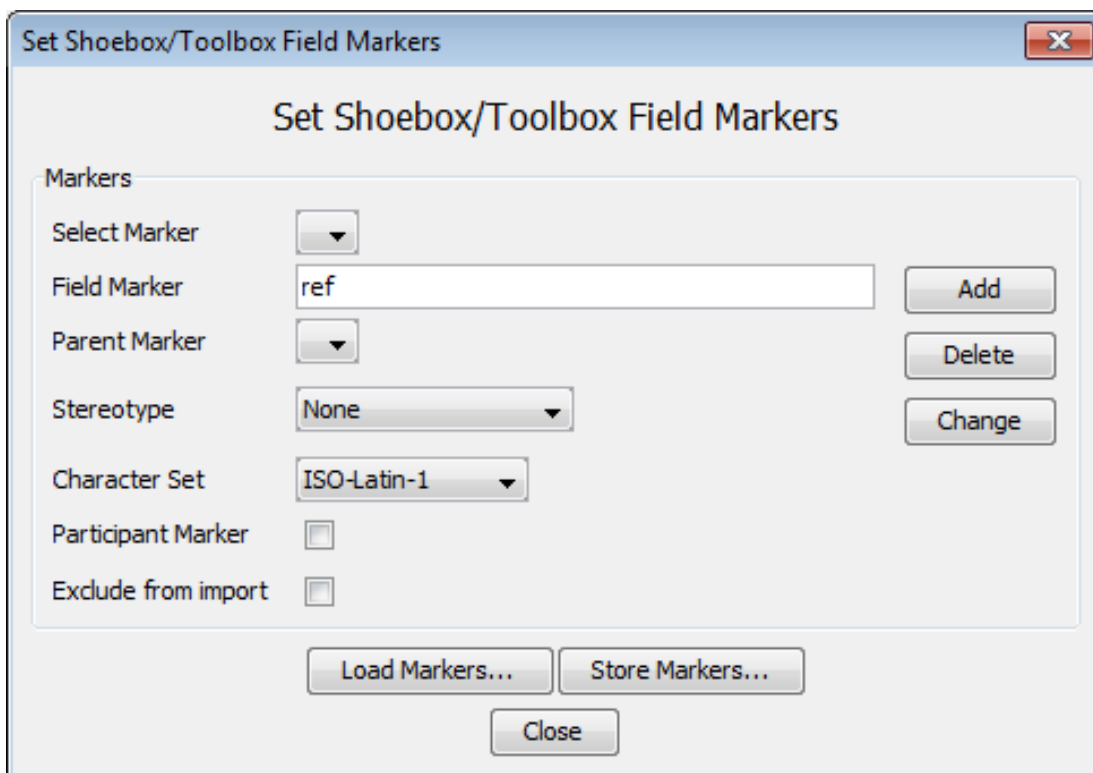 Set Shoebox/Toolbox Field Markers
Set Shoebox/Toolbox Field Markers
Markers
Select Marker
Field Marker ref Add
Parent Marker
Delete
Stereotype None
Change
Character Set ISO-Latin-1
Participant Marker
Exclude from import
Load Markers... Store Markers...
Close